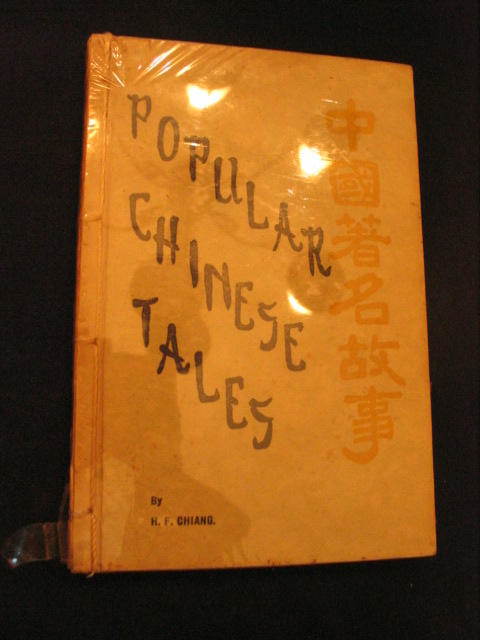 POPULAR
CHINESE
TALES
中國著名故事
By
H. F. CHIANG.